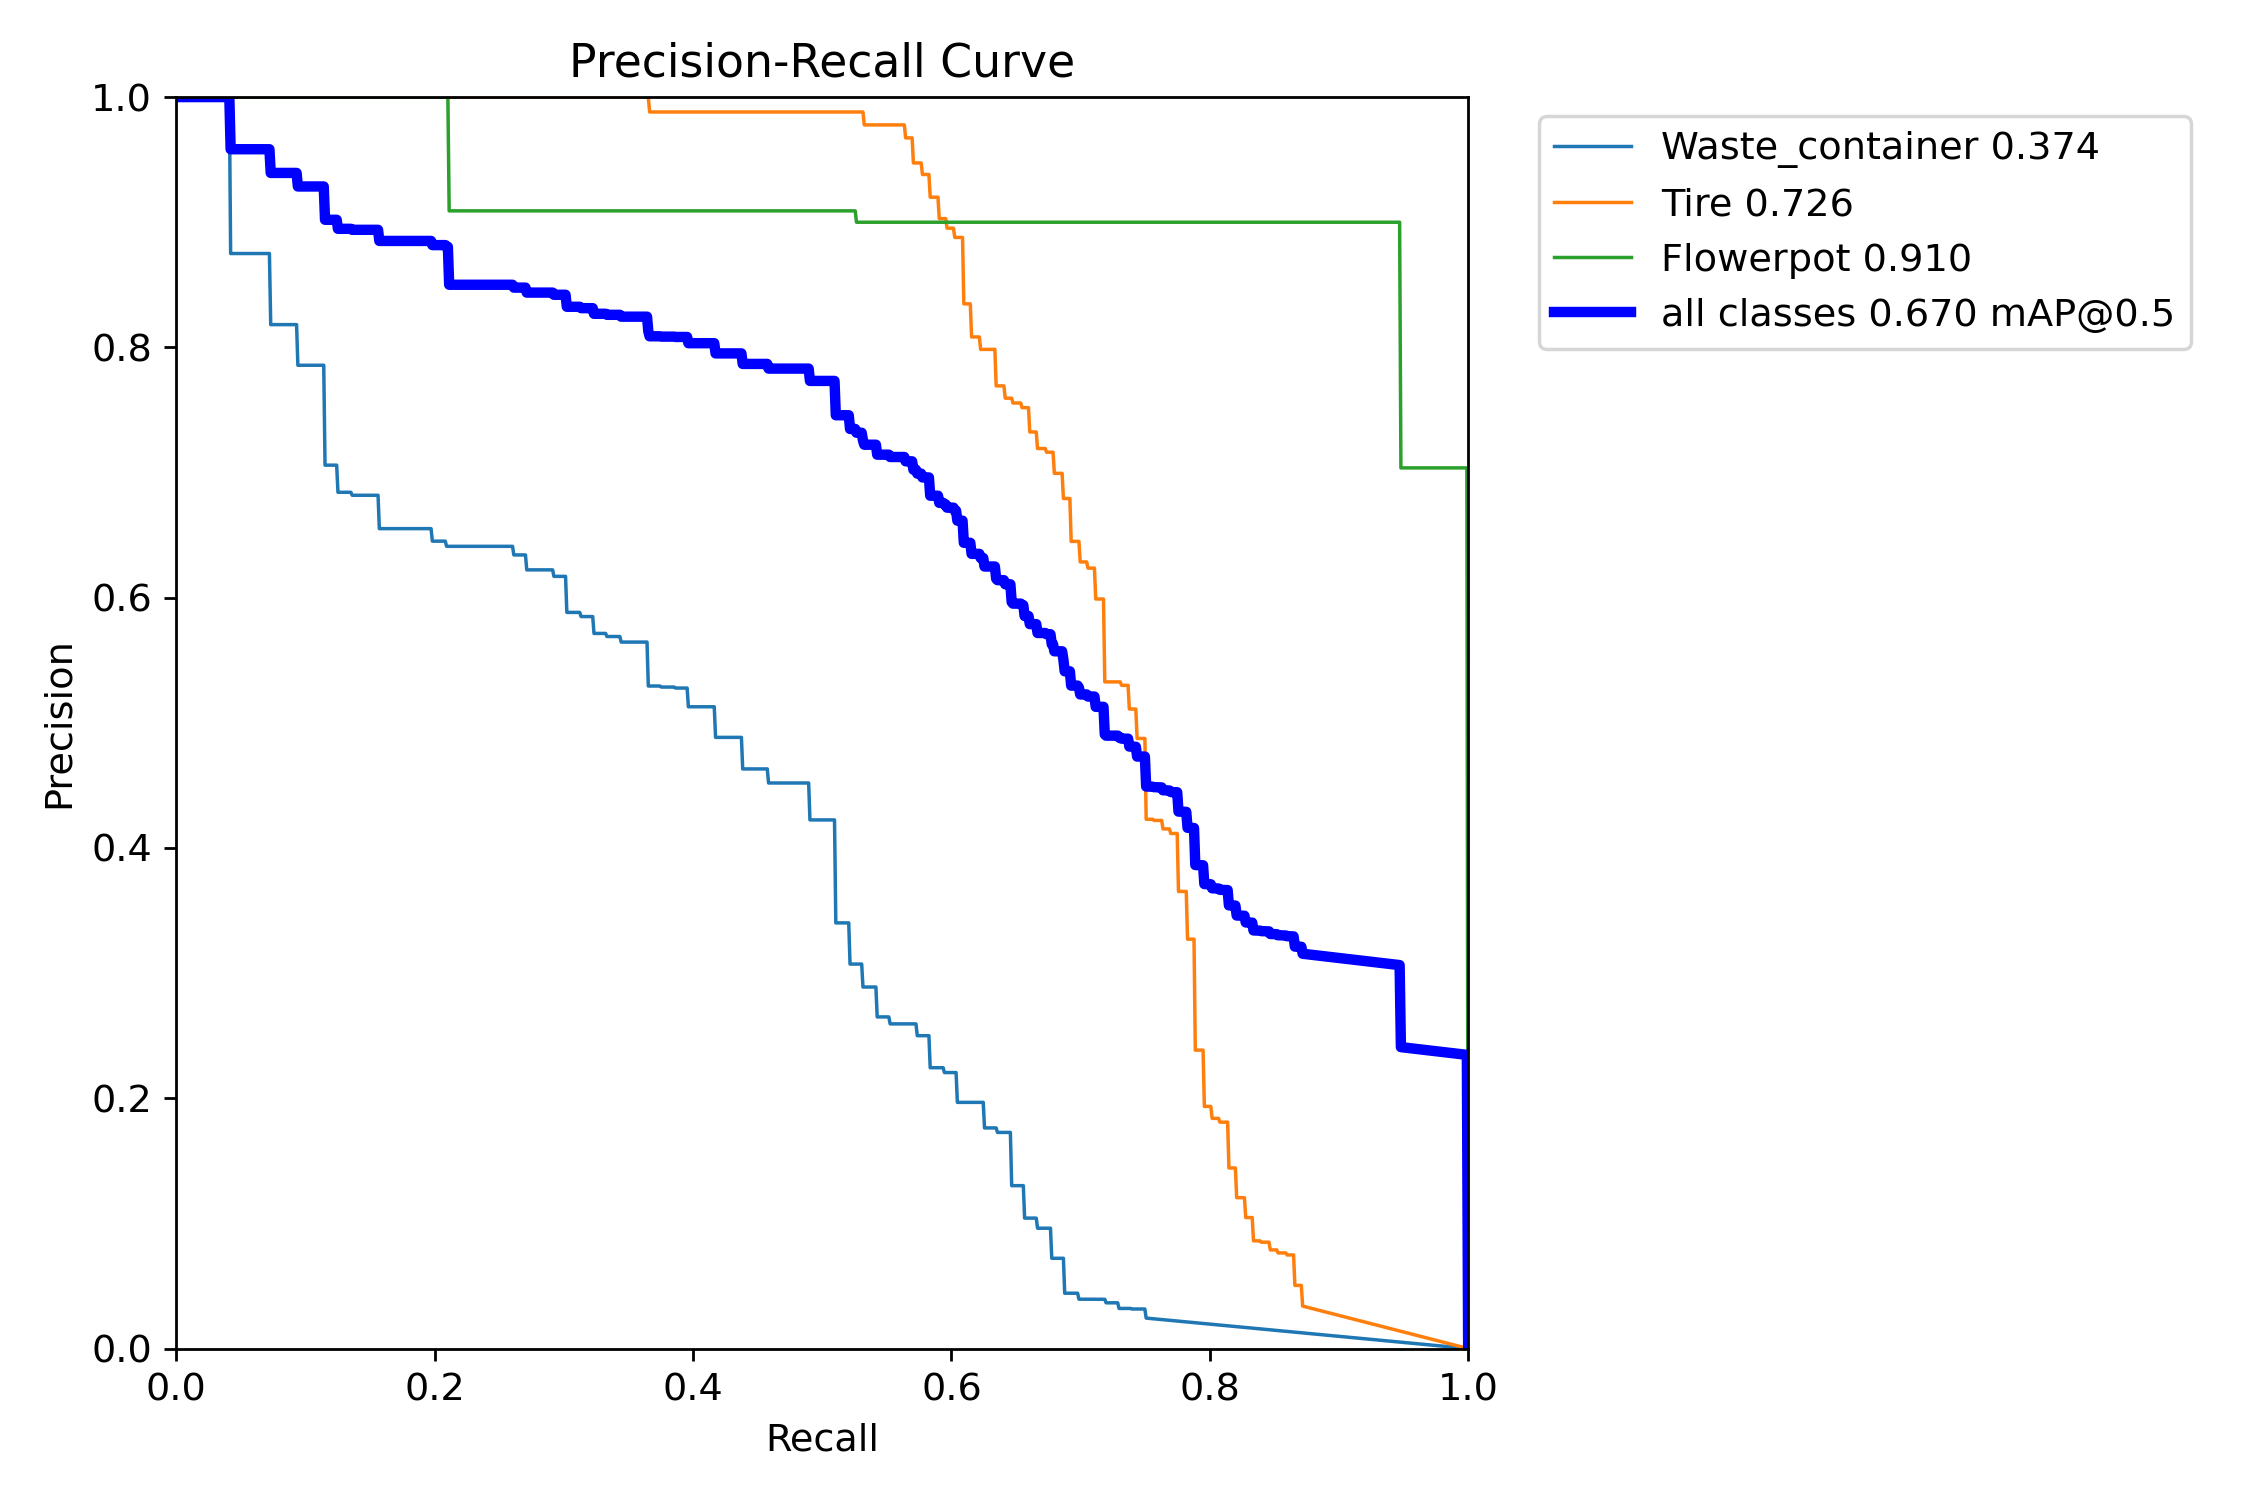 Precision-Recall Curve
1.0
0.8
0.6
0.4
0.2
0.0
Precision
0.0 0.2 0.4 0.6 0.8 1.0
Recall
Waste_container 0.374
Tire 0.726
Flowerpot 0.910
all classes 0.670 mAP@0.5